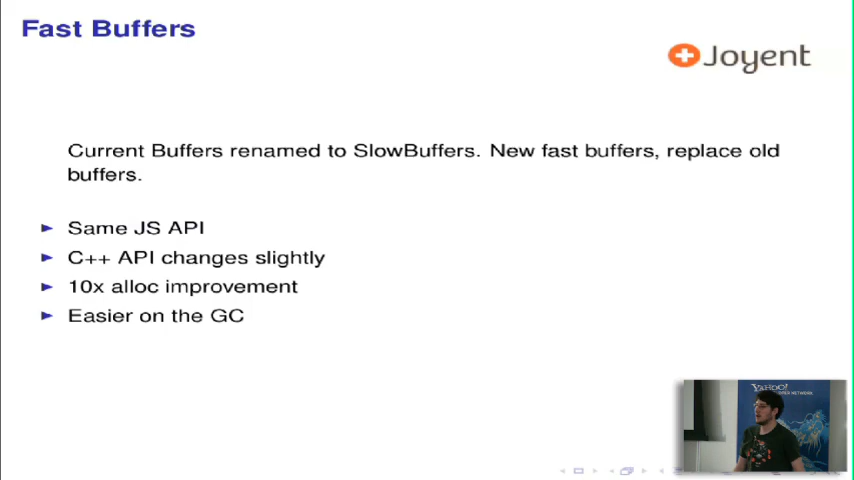 Fast Buffers
Joyent
Current Buffers renamed to SlowBuffers. New fast buffers, replace old
buffers.
Same JS API
C++ API changes slightly
10x alloc improvement
Easier on the GC
YAHOO!
NETWORK